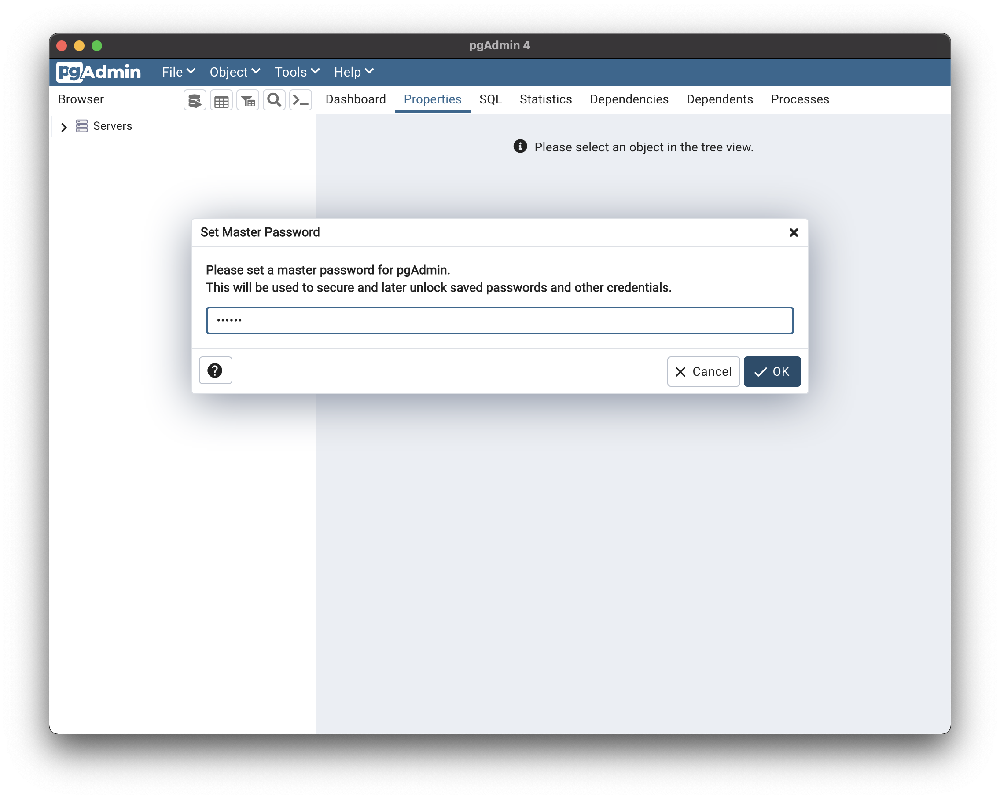 pgAdmin 4
pgAdmin File Object Tools Help
Browser Dashboard Properties SQL Statistics Dependencies Dependents Processes
Servers
Please select an object in the tree view.
Set Master Password
Please set a master password for pgAdmin.
This will be used to secure and later unlock saved passwords and other credentials.
••••••
Cancel OK